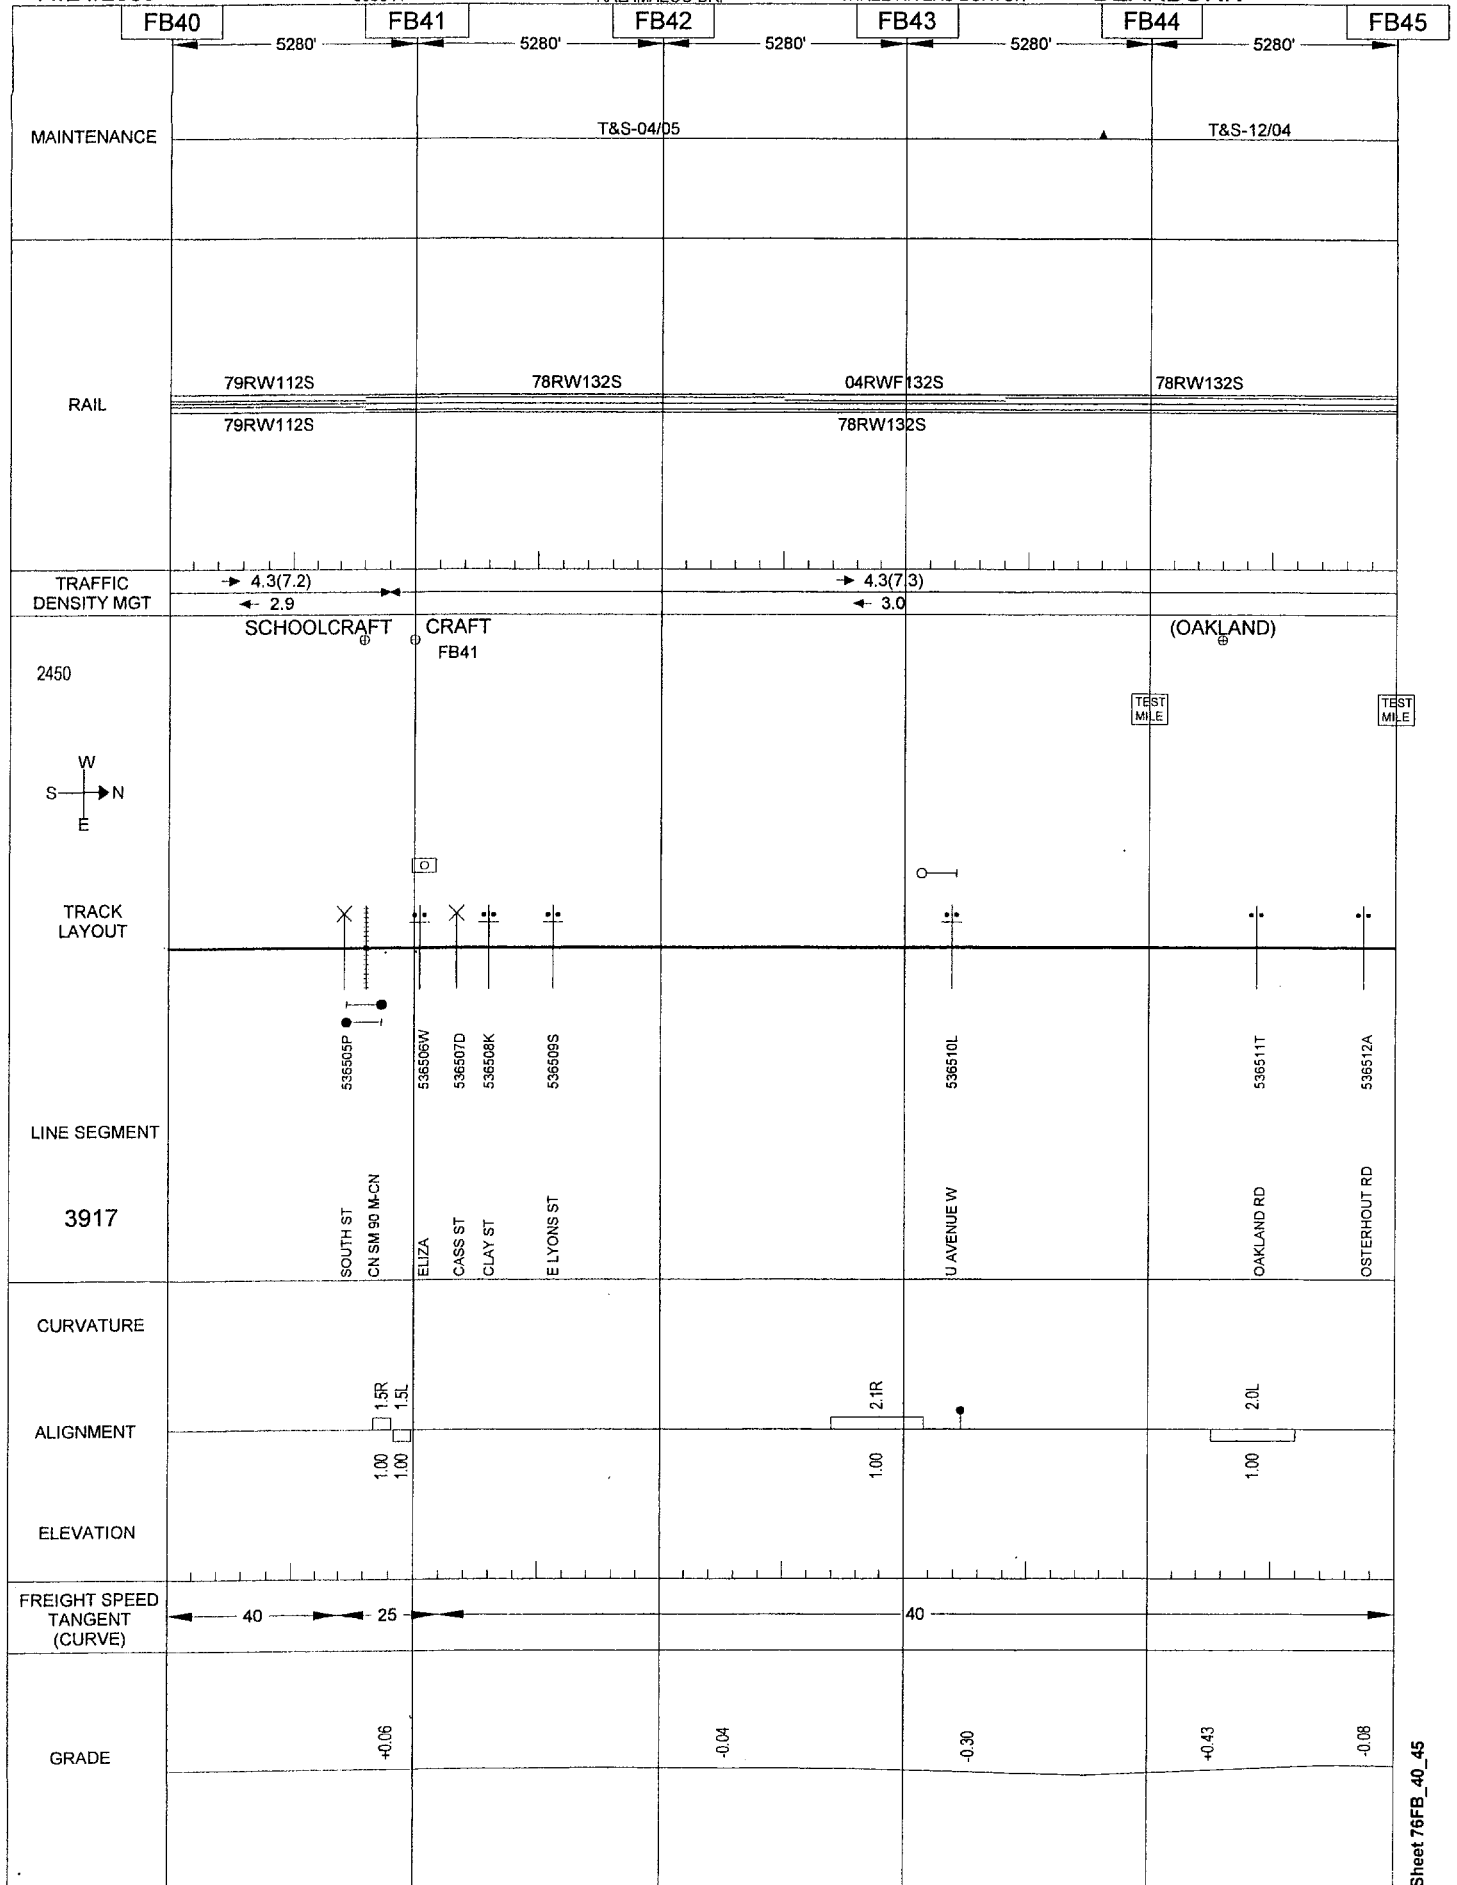 FB40 FB41 FB42 FB43 FB44 FB45
5280' 5280' 5280' 5280' 5280'
MAINTENANCE
T&S-04/05 T&S-12/04
79RW112S 78RW132S 04RWF132S 78RW132S
RAIL
79RW112S 78RW132S
TRAFFIC
DENSITY MGT
4.3(7.2) 4.3(7.3)
2.9 3.0
SCHOOLCRAFT CRAFT (OAKLAND)
FB41
2450
TEST
MILE
TEST
MILE
W
S N
E
TRACK
LAYOUT
536505P
536506W
536507D
536508K
536509S
536510L
536511T
536512A
LINE SEGMENT
3917
SOUTH ST
CN SM 90 M-CN
ELIZA
CASS ST
CLAY ST
E LYONS ST
U AVENUE W
OAKLAND RD
OSTERHOUT RD
CURVATURE
1.5R
1.5L
2.1R
2.0L
ALIGNMENT
1.00
1.00
1.00
1.00
ELEVATION
FREIGHT SPEED
TANGENT
(CURVE)
40 25 40
GRADE
+0.06
-0.04
-0.30
+0.43
-0.08
Sheet 76FB_40_45